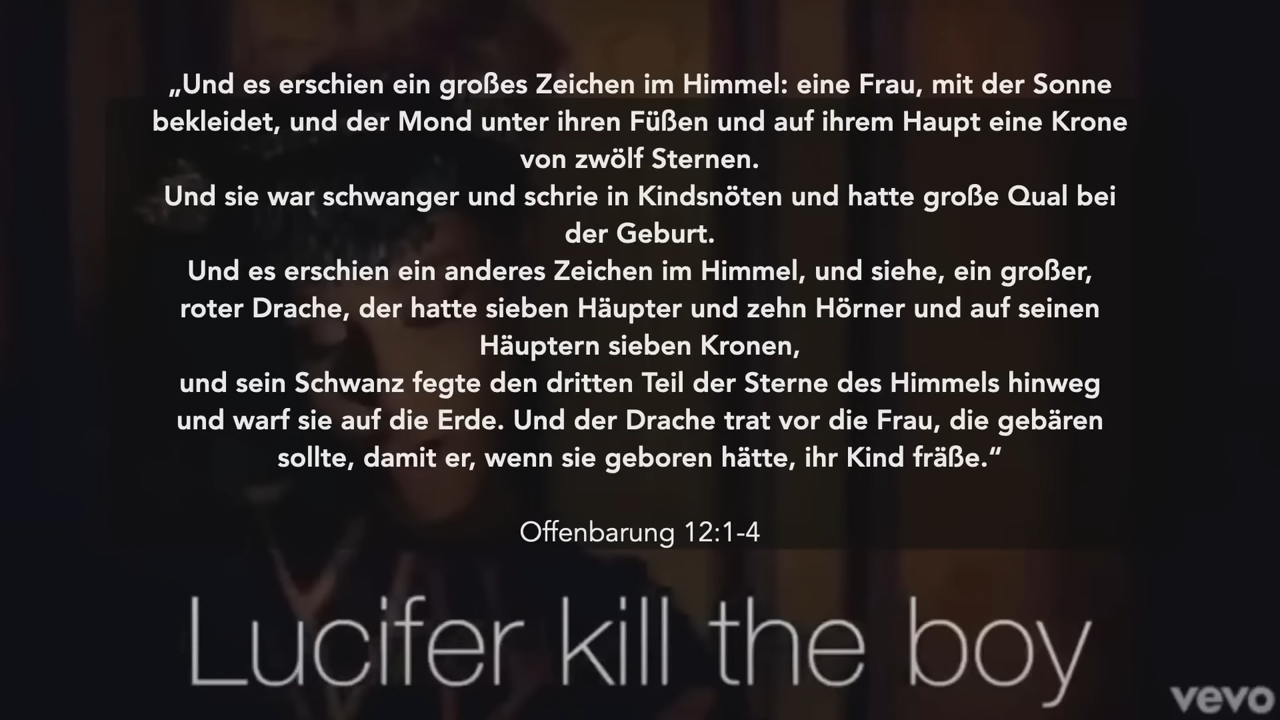 „Und es erschien ein großes Zeichen im Himmel: eine Frau, mit der Sonne
bekleidet, und der Mond unter ihren Füßen und auf ihrem Haupt eine Krone
von zwölf Sternen.
Und sie war schwanger und schrie in Kindsnöten und hatte große Qual bei
der Geburt.
Und es erschien ein anderes Zeichen im Himmel, und siehe, ein großer,
roter Drache, der hatte sieben Häupter und zehn Hörner und auf seinen
Häuptern sieben Kronen,
und sein Schwanz fegte den dritten Teil der Sterne des Himmels hinweg
und warf sie auf die Erde. Und der Drache trat vor die Frau, die gebären
sollte, damit er, wenn sie geboren hätte, ihr Kind fräße.“
Offenbarung 12:1-4
Lucifer kill the boy
vevo